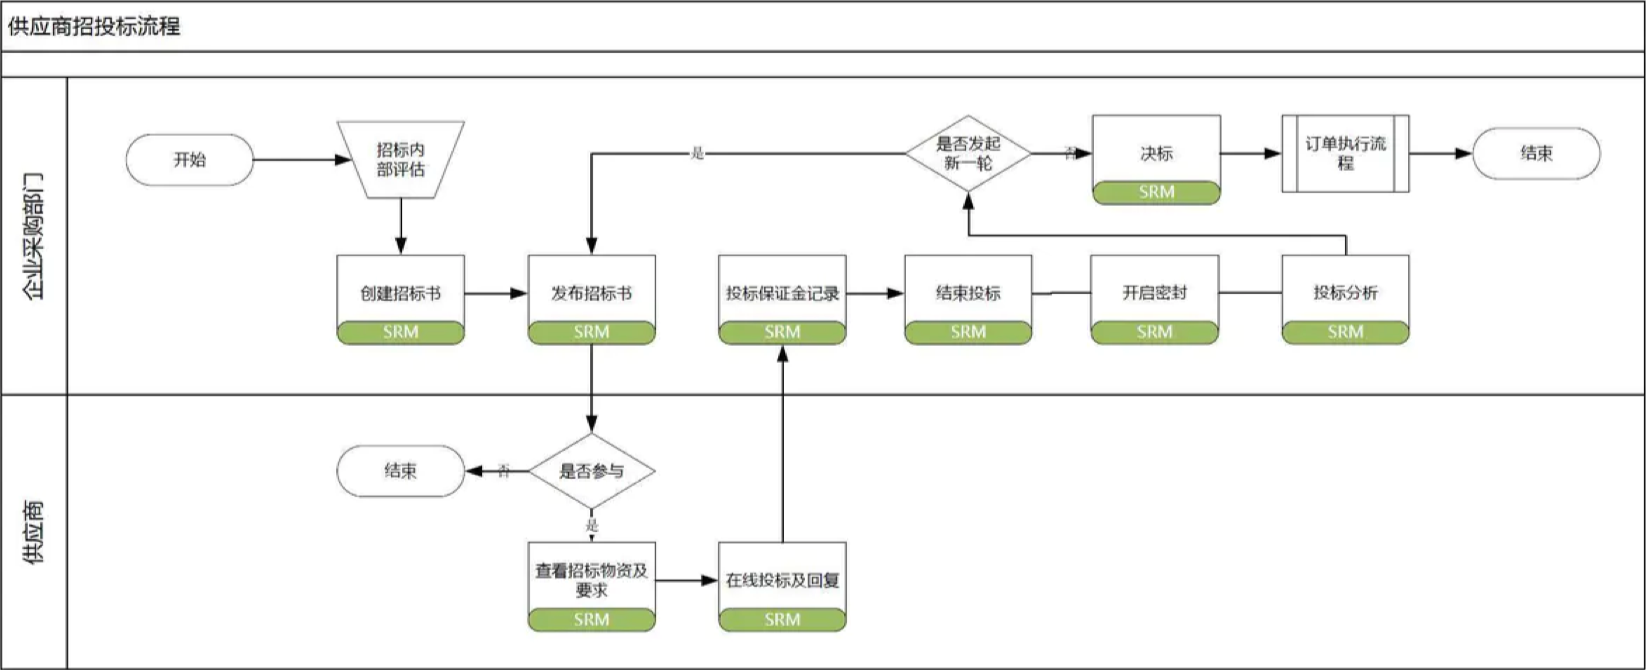 供应商招投标流程
企业采购部门
开始
招标内
部评估
是
是否发起
新一轮
否
决标
SRM
订单执行流
程
结束
创建招标书
SRM
发布招标书
SRM
投标保证金记录
SRM
结束投标
SRM
开启密封
SRM
投标分析
SRM
供应商
结束
否
是否参与
是
查看招标物资及
要求
SRM
在线投标及回复
SRM